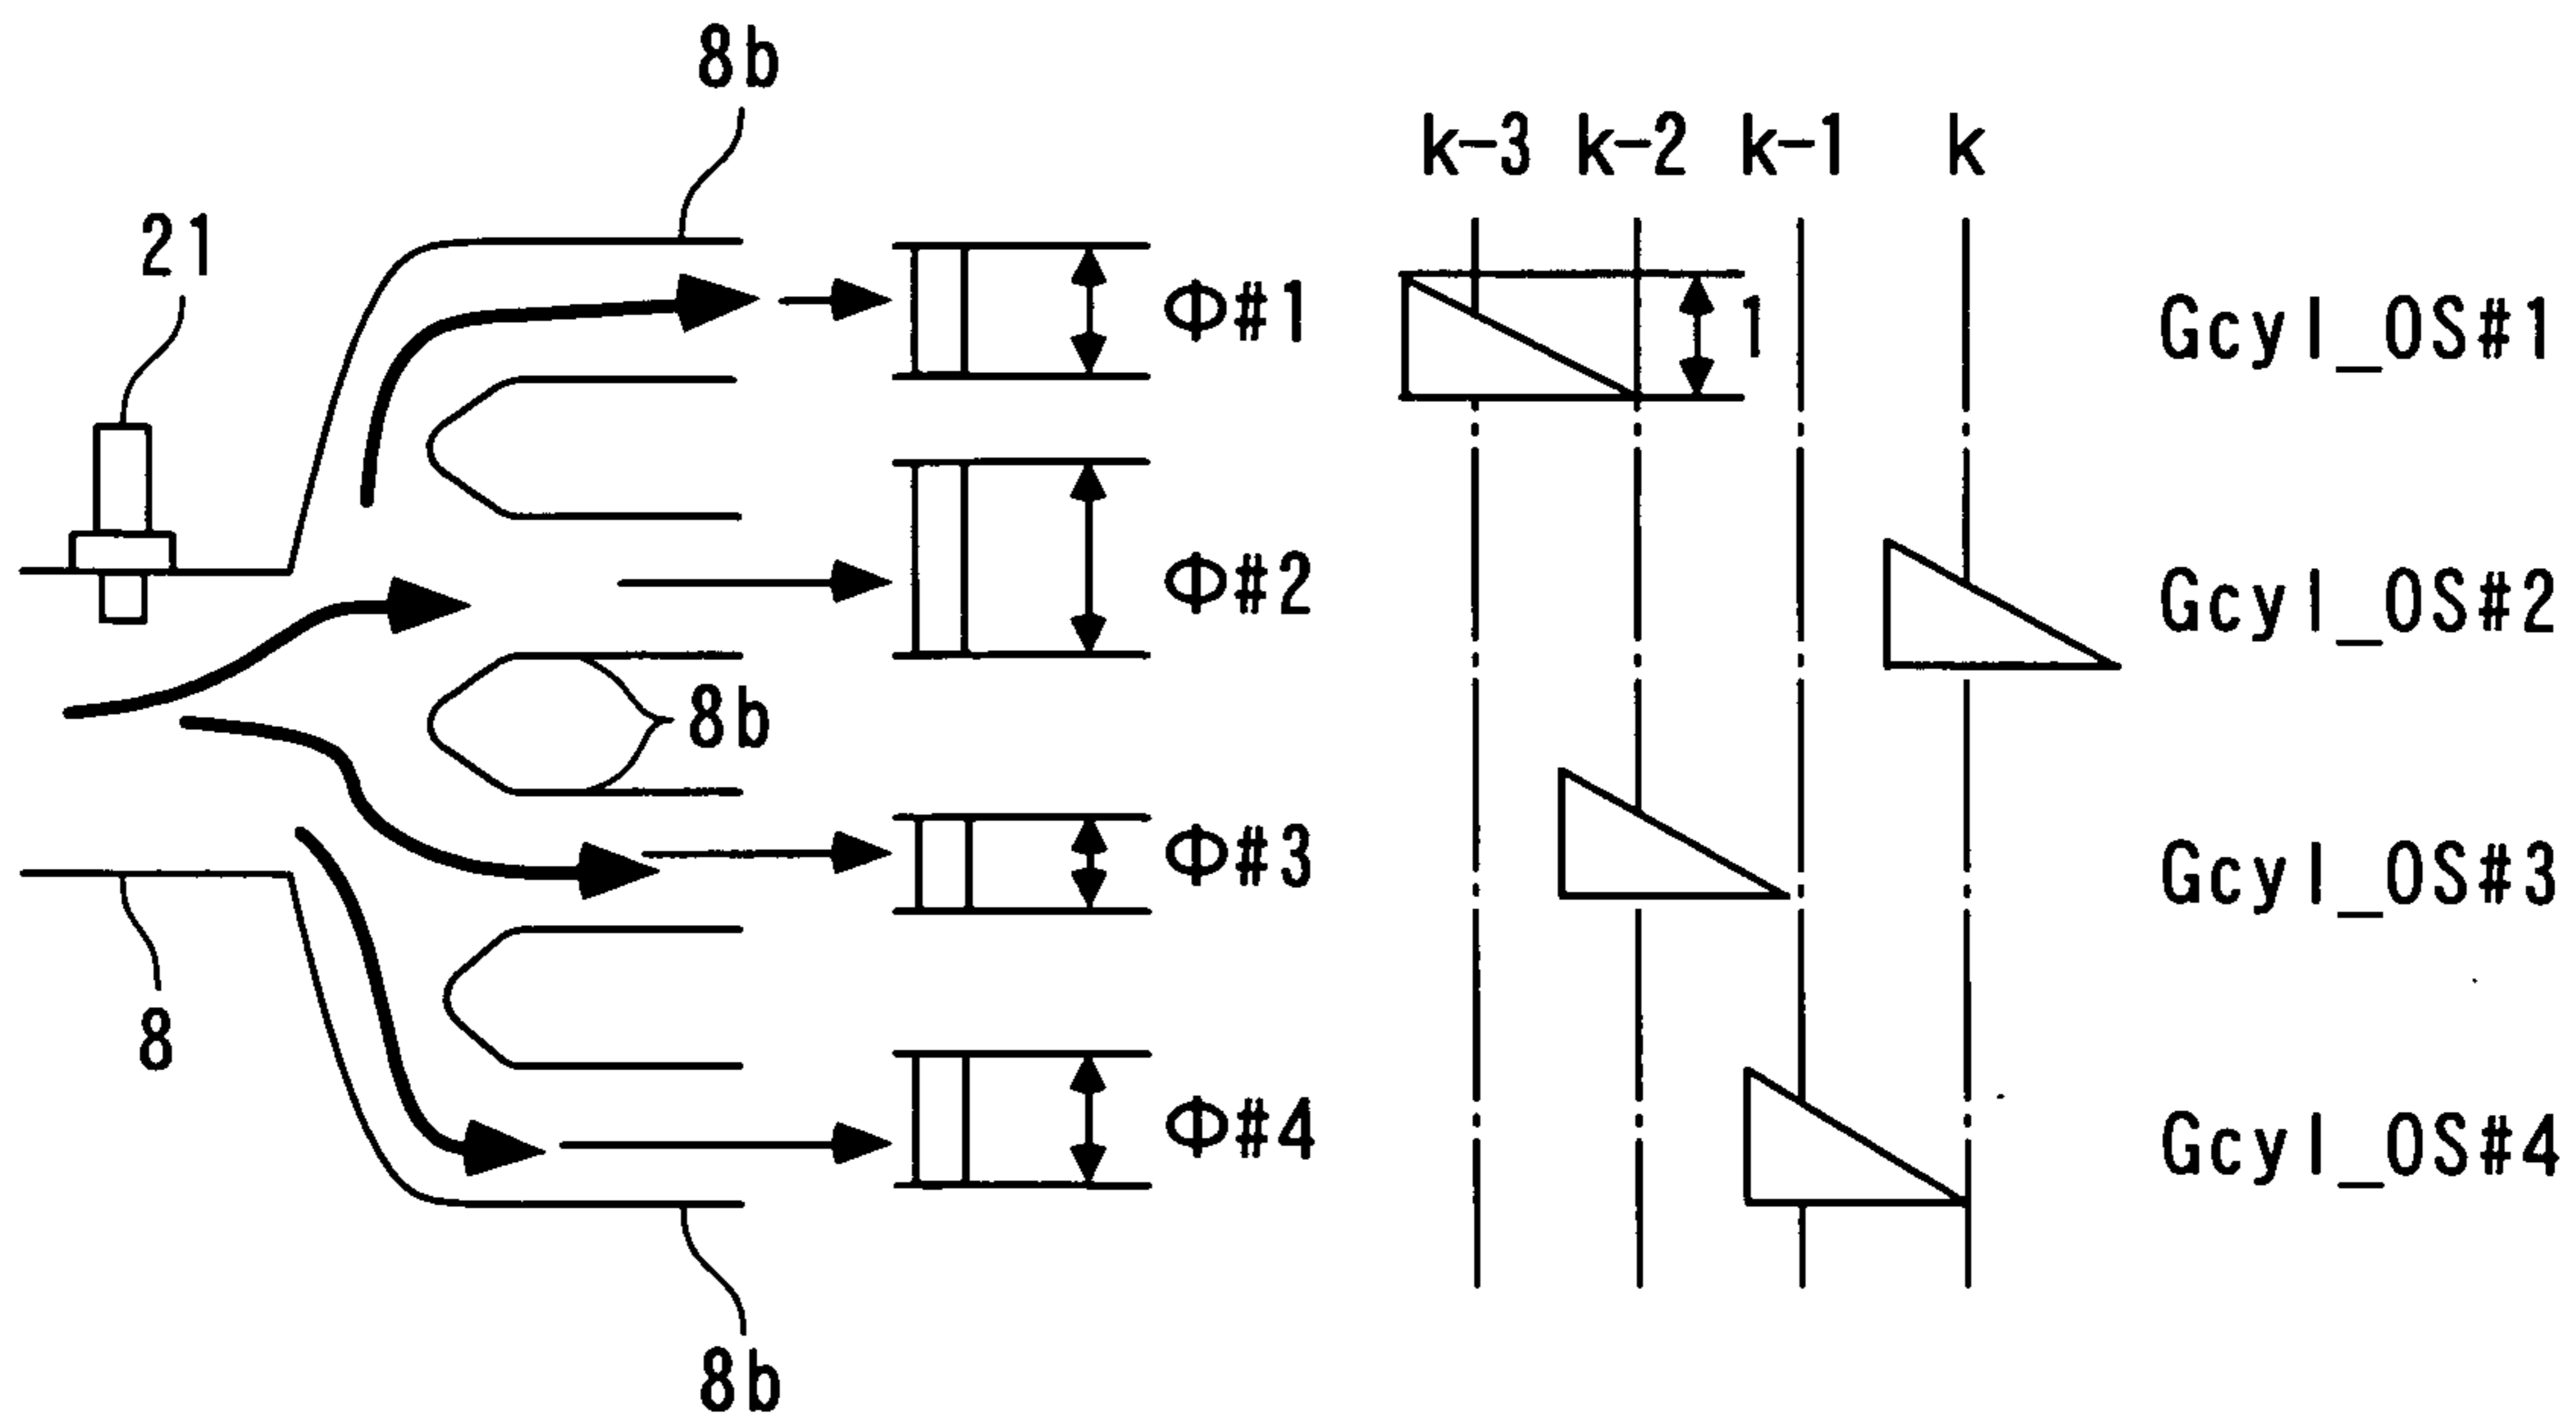 8b
k-3 k-2 k-1 k
21
Φ#1 1 Gcyl_OS#1
Φ#2 Gcyl_OS#2
8b
Φ#3 Gcyl_OS#3
8
Φ#4 Gcyl_OS#4
8b